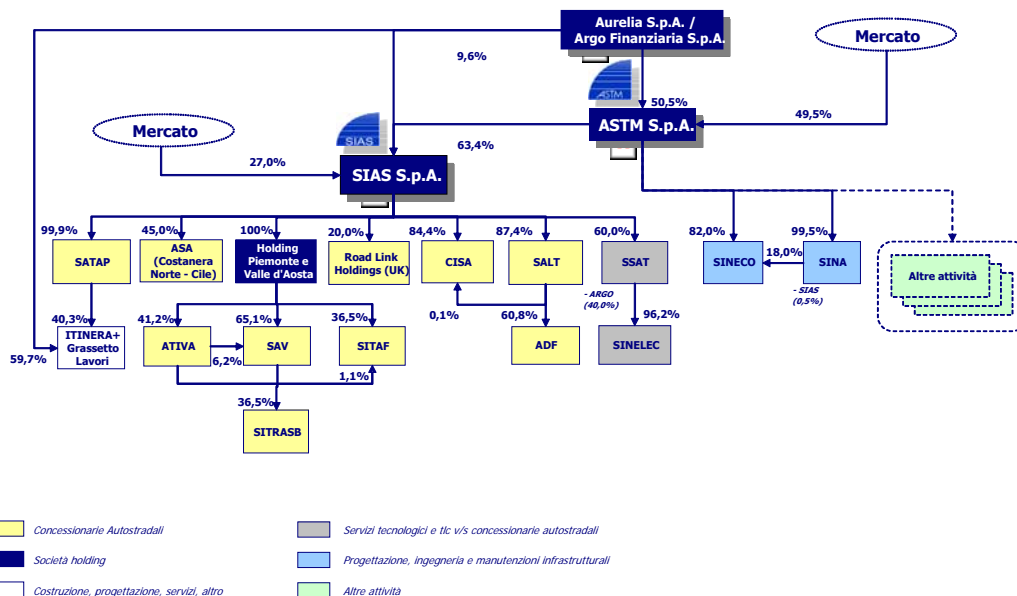 Aurelia S.p.A. /
Argo Finanziaria S.p.A.
Mercato
9,6%
ASTM
50,5%
49,5%
ASTM S.p.A.
Mercato
SIAS
63,4%
27,0%
SIAS S.p.A.
99,9%
45,0%
100%
20,0%
84,4%
87,4%
60,0%
82,0%
99,5%
SATAP
ASA
(Costanera
Norte - Cile)
Holding
Piemonte e
Valle d'Aosta
Road Link
Holdings (UK)
CISA
SALT
SSAT
SINECO
18,0%
SINA
Altre attività
- ARGO
(40,0%)
- SIAS
(0,5%)
40,3%
41,2%
65,1%
36,5%
0,1%
60,8%
96,2%
59,7%
ITINERA+
Grassetto
Lavori
ATIVA
6,2%
SAV
SITAF
1,1%
ADF
SINELEC
36,5%
SITRASB
Concessionarie Autostradali
Servizi tecnologici e tlc v/s concessionarie autostradali
Società holding
Progettazione, ingegneria e manutenzioni infrastrutturali
Costruzione, progettazione, servizi, altro
Altre attività